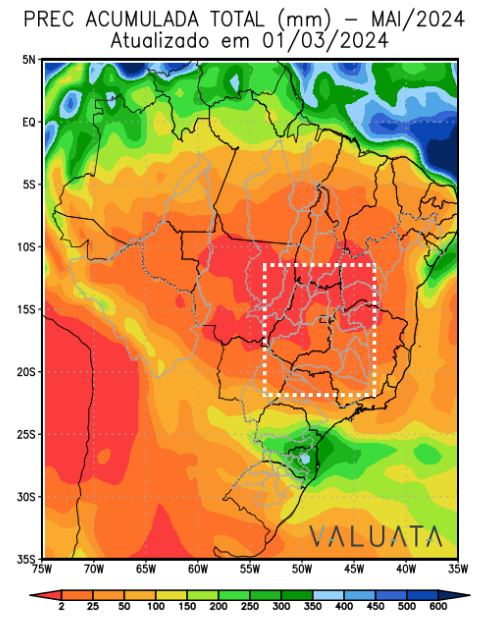 PREC ACUMULADA TOTAL (mm) – MAI/2024
Atualizado em 01/03/2024
5N
EQ
5S
10S
15S
20S
25S
30S
35S
VALUATA
75W 70W 65W 60W 55W 50W 45W 40W 35W
2 25 50 100 150 200 250 300 350 400 450 500 600